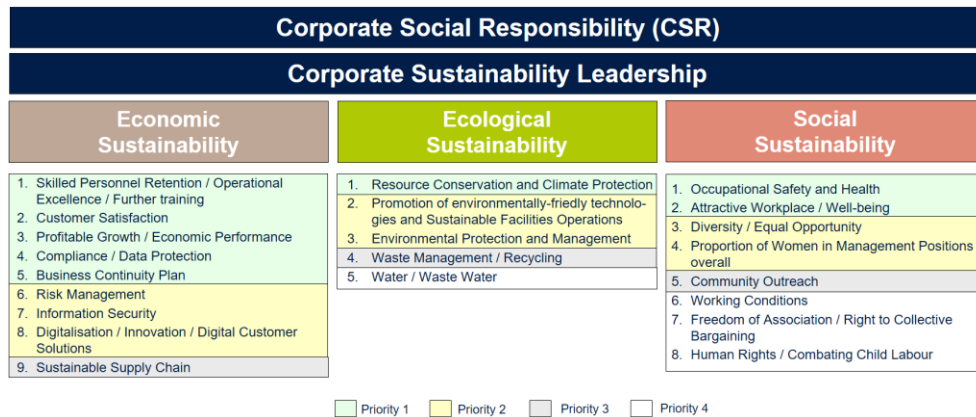 Corporate Social Responsibility (CSR)
Corporate Sustainability Leadership
Economic
Sustainability
1. Skilled Personnel Retention / Operational
Excellence / Further training
2. Customer Satisfaction
3. Profitable Growth / Economic Performance
4. Compliance / Data Protection
5. Business Continuity Plan
6. Risk Management
7. Information Security
8. Digitalisation / Innovation / Digital Customer
Solutions
9. Sustainable Supply Chain
Ecological
Sustainability
1. Resource Conservation and Climate Protection
2. Promotion of environmentally-friedly technolo-
gies and Sustainable Facilities Operations
3. Environmental Protection and Management
4. Waste Management / Recycling
5. Water / Waste Water
Social
Sustainability
1. Occupational Safety and Health
2. Attractive Workplace / Well-being
3. Diversity / Equal Opportunity
4. Proportion of Women in Management Positions
overall
5. Community Outreach
6. Working Conditions
7. Freedom of Association / Right to Collective
Bargaining
8. Human Rights / Combating Child Labour
Priority 1 Priority 2 Priority 3 Priority 4